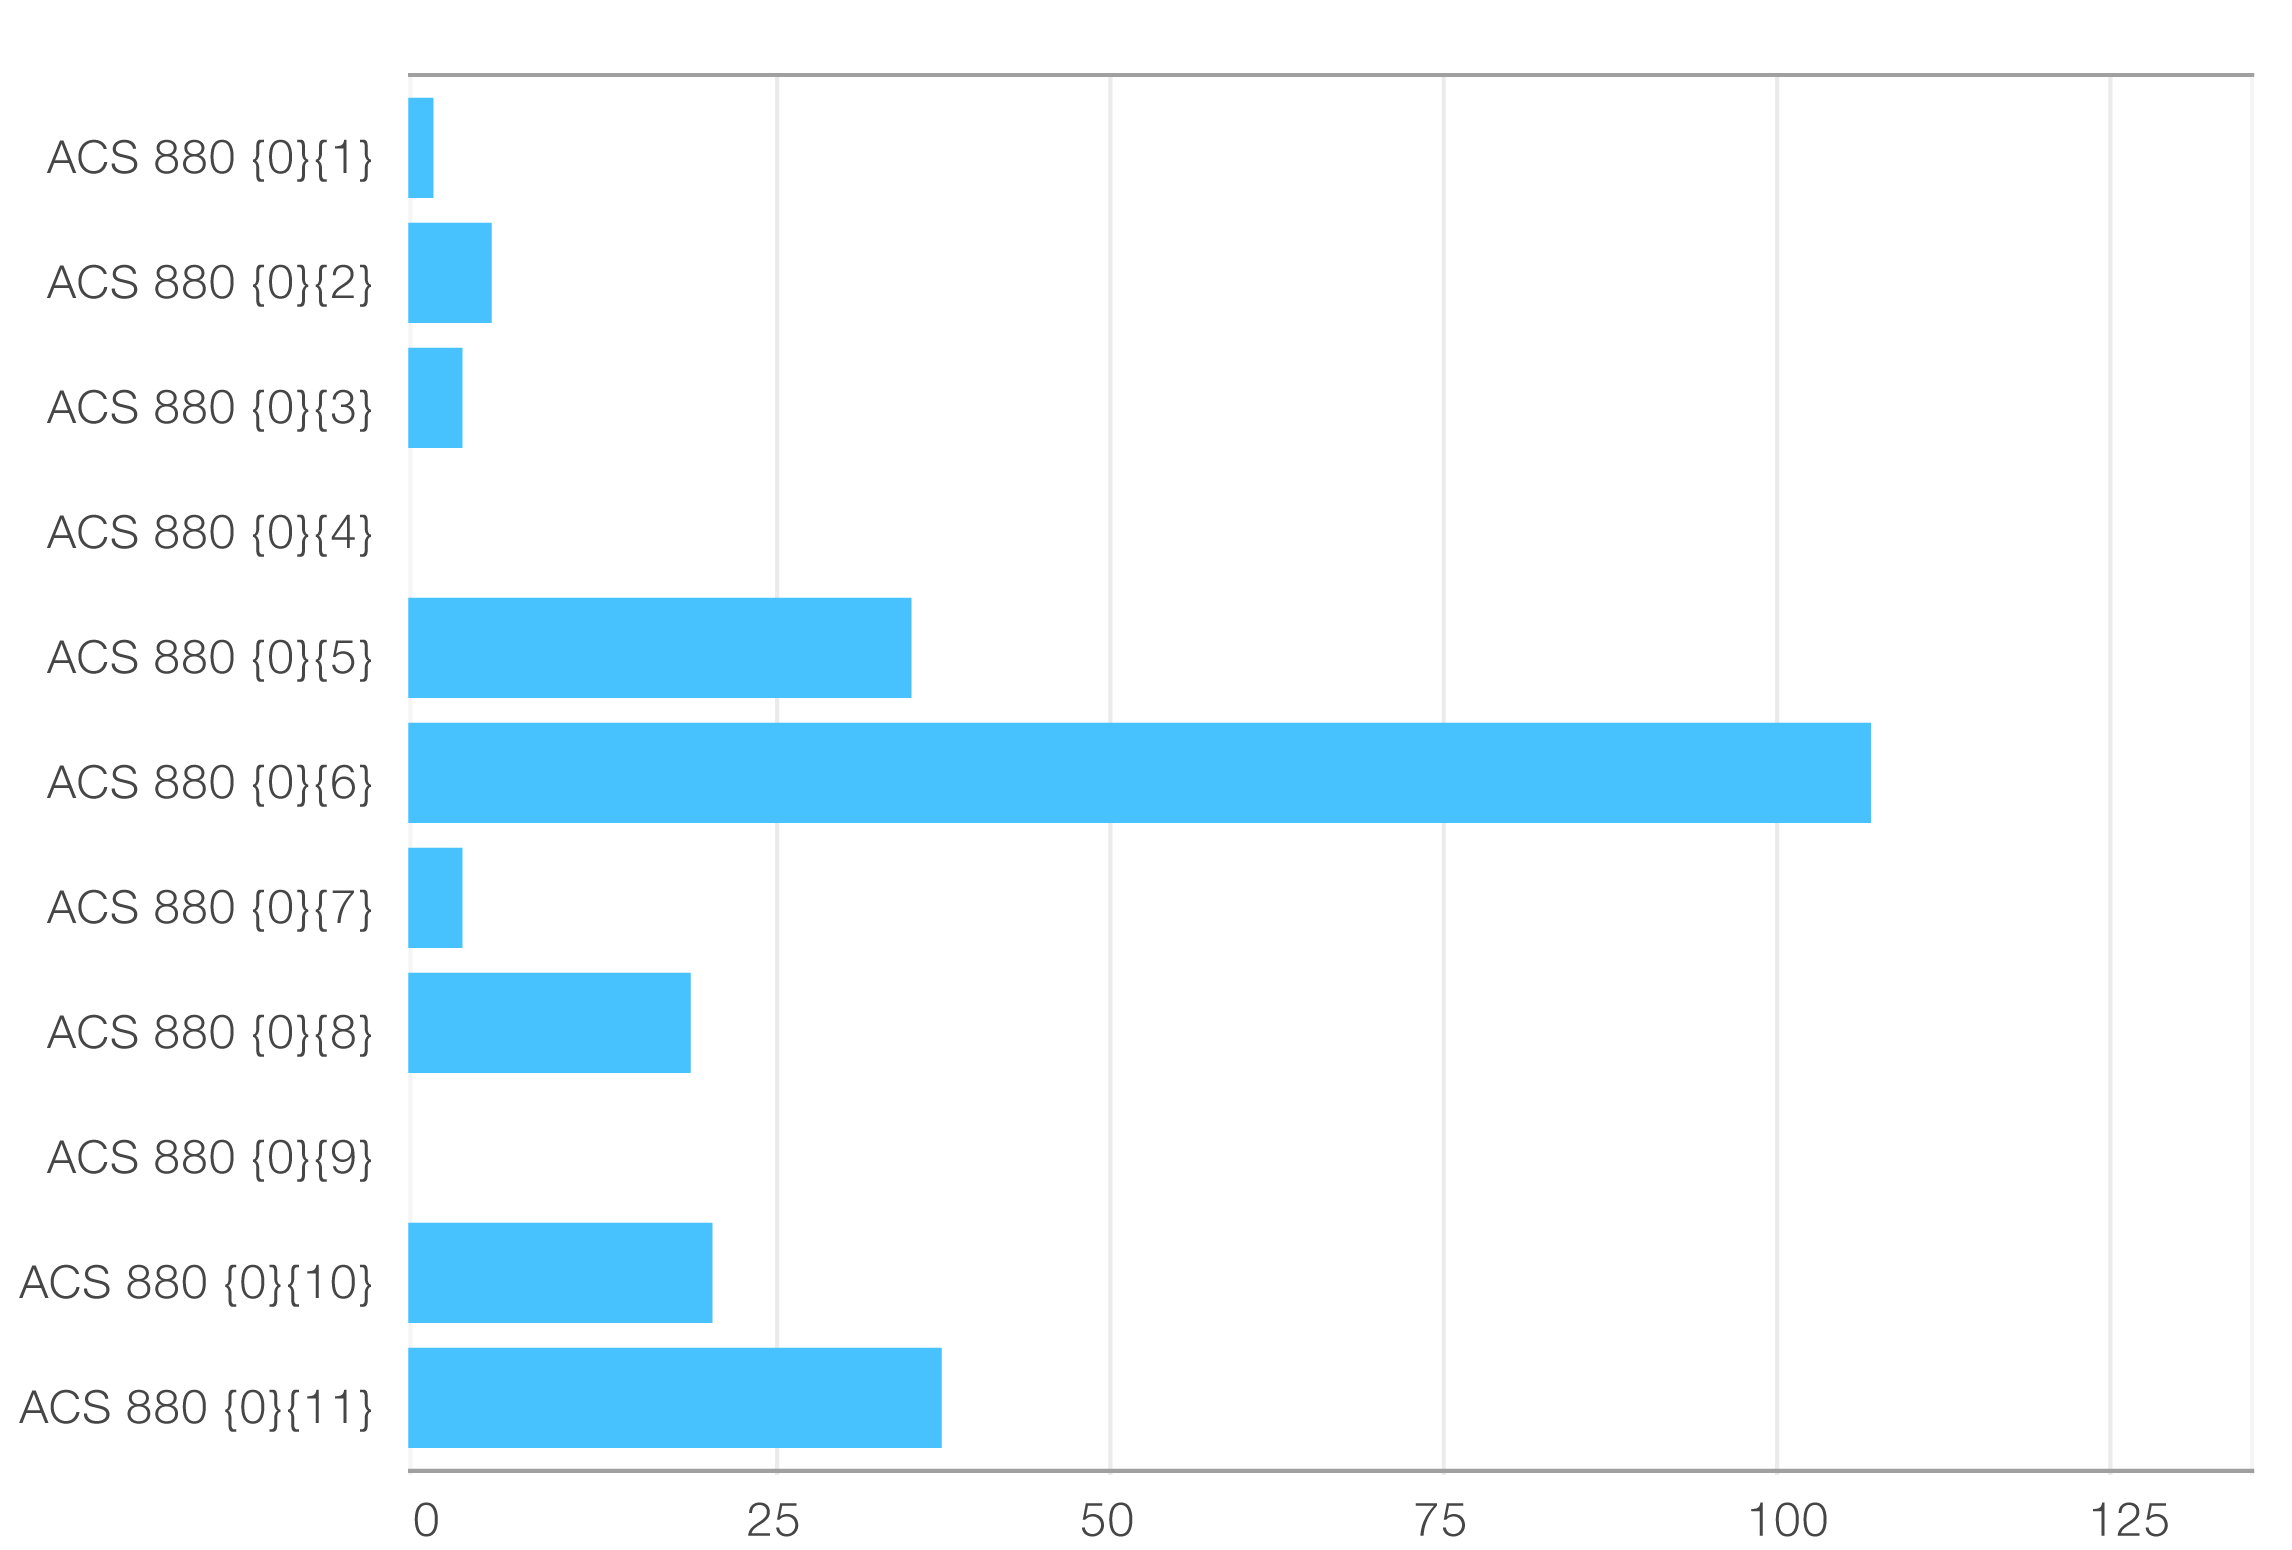 ACS 880 {0}{1}
ACS 880 {0}{2}
ACS 880 {0}{3}
ACS 880 {0}{4}
ACS 880 {0}{5}
ACS 880 {0}{6}
ACS 880 {0}{7}
ACS 880 {0}{8}
ACS 880 {0}{9}
ACS 880 {0}{10}
ACS 880 {0}{11}
0 25 50 75 100 125